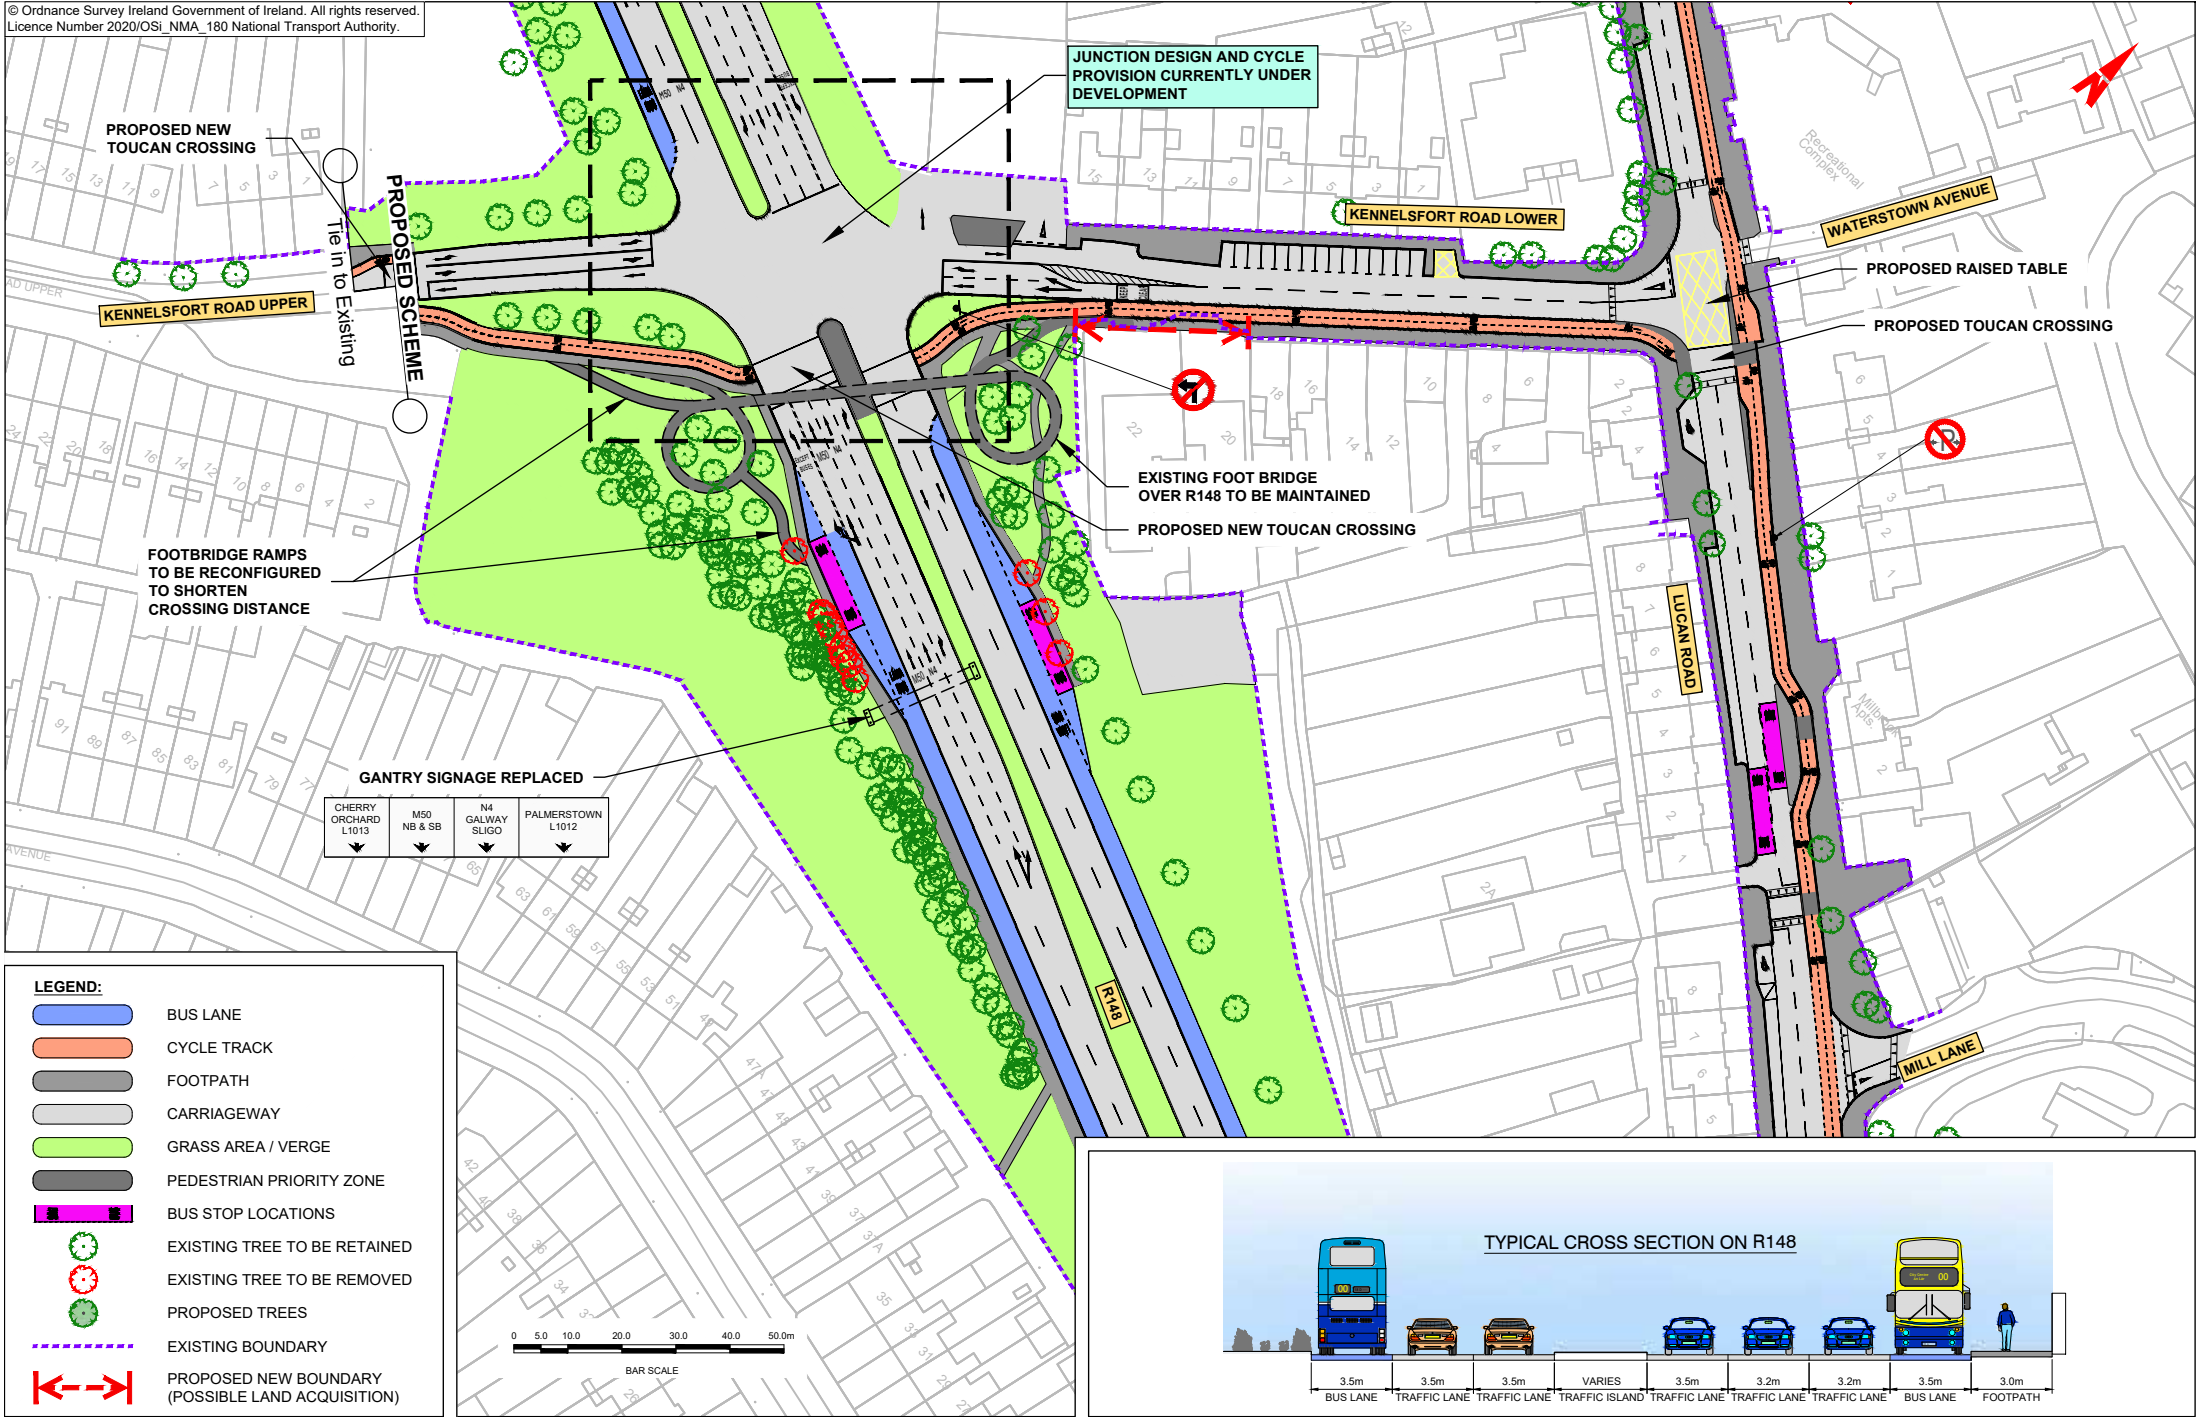 © Ordnance Survey Ireland Government of Ireland. All rights reserved.
Licence Number 2020/OSi_NMA_180 National Transport Authority.
JUNCTION DESIGN AND CYCLE
PROVISION CURRENTLY UNDER
DEVELOPMENT
PROPOSED NEW
TOUCAN CROSSING
PROPOSED SCHEME
Tie in to Existing
KENNELSFORT ROAD UPPER
KENNELSFORT ROAD LOWER
Recreational
Complex
WATERSTOWN AVENUE
PROPOSED RAISED TABLE
PROPOSED TOUCAN CROSSING
EXISTING FOOT BRIDGE
OVER R148 TO BE MAINTAINED
PROPOSED NEW TOUCAN CROSSING
FOOTBRIDGE RAMPS
TO BE RECONFIGURED
TO SHORTEN
CROSSING DISTANCE
LUCAN ROAD
GANTRY SIGNAGE REPLACED
CHERRY
ORCHARD
L1013
M50
NB & SB
N4
GALWAY
SLIGO
PALMERSTOWN
L1012
AVENUE
R148
MILL LANE
LEGEND:
BUS LANE
CYCLE TRACK
FOOTPATH
CARRIAGEWAY
GRASS AREA / VERGE
PEDESTRIAN PRIORITY ZONE
BUS STOP LOCATIONS
EXISTING TREE TO BE RETAINED
EXISTING TREE TO BE REMOVED
PROPOSED TREES
EXISTING BOUNDARY
PROPOSED NEW BOUNDARY
(POSSIBLE LAND ACQUISITION)
0 5.0 10.0 20.0 30.0 40.0 50.0m
BAR SCALE
TYPICAL CROSS SECTION ON R148
3.5m 3.5m 3.5m VARIES 3.5m 3.2m 3.2m 3.5m 3.0m
BUS LANE TRAFFIC LANE TRAFFIC LANE TRAFFIC ISLAND TRAFFIC LANE TRAFFIC LANE TRAFFIC LANE BUS LANE FOOTPATH